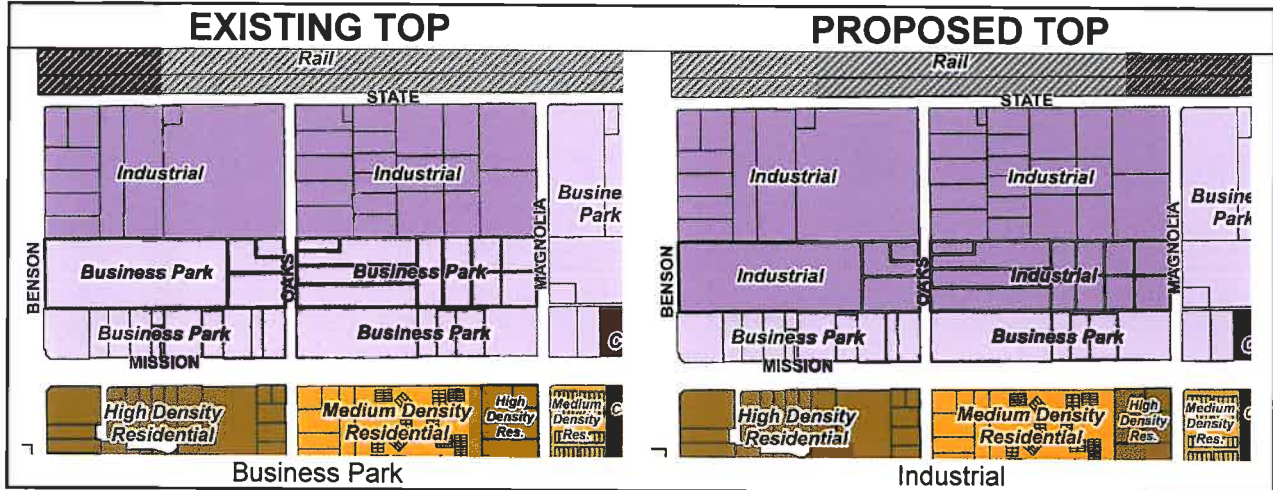 EXISTING TOP
Rail
STATE
Industrial
Industrial
Busine
Park
BENSON
Business Park
OAKS
Business Park
MAGNOLIA
Business Park
Business Park
C
MISSION
High Density
Residential
Medium Density
Residential
High
Density
Res.
Medium
Density
Res.
C
Business Park
PROPOSED TOP
Rail
STATE
Industrial
Industrial
Busine
Park
BENSON
Industrial
OAKS
Industrial
MAGNOLIA
Business Park
Business Park
C
MISSION
High Density
Residential
Medium Density
Residential
High
Density
Res.
Medium
Density
Res.
C
Industrial